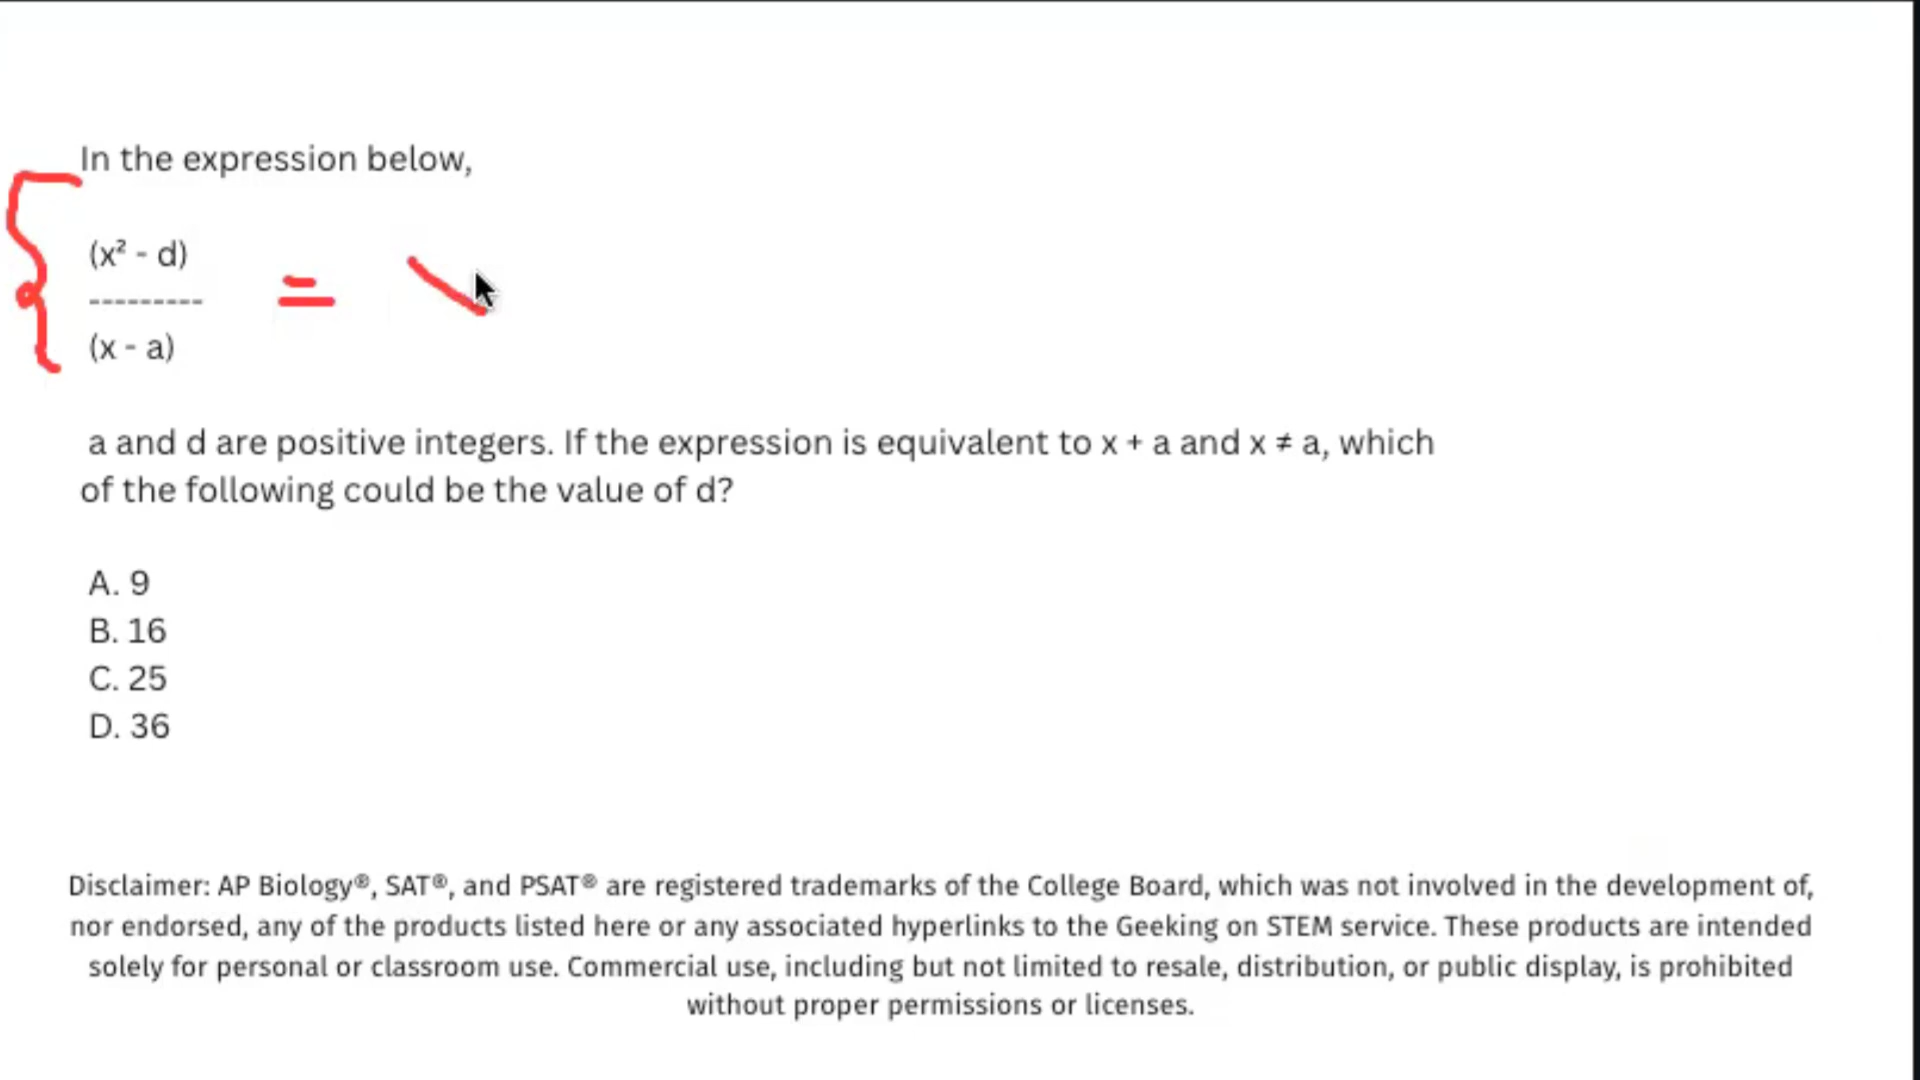 In the expression below,
(x² - d)
---------
(x - a)
=
a and d are positive integers. If the expression is equivalent to x + a and x ≠ a, which
of the following could be the value of d?
A. 9
B. 16
C. 25
D. 36
Disclaimer: AP Biology®, SAT®, and PSAT® are registered trademarks of the College Board, which was not involved in the development of,
nor endorsed, any of the products listed here or any associated hyperlinks to the Geeking on STEM service. These products are intended
solely for personal or classroom use. Commercial use, including but not limited to resale, distribution, or public display, is prohibited
without proper permissions or licenses.